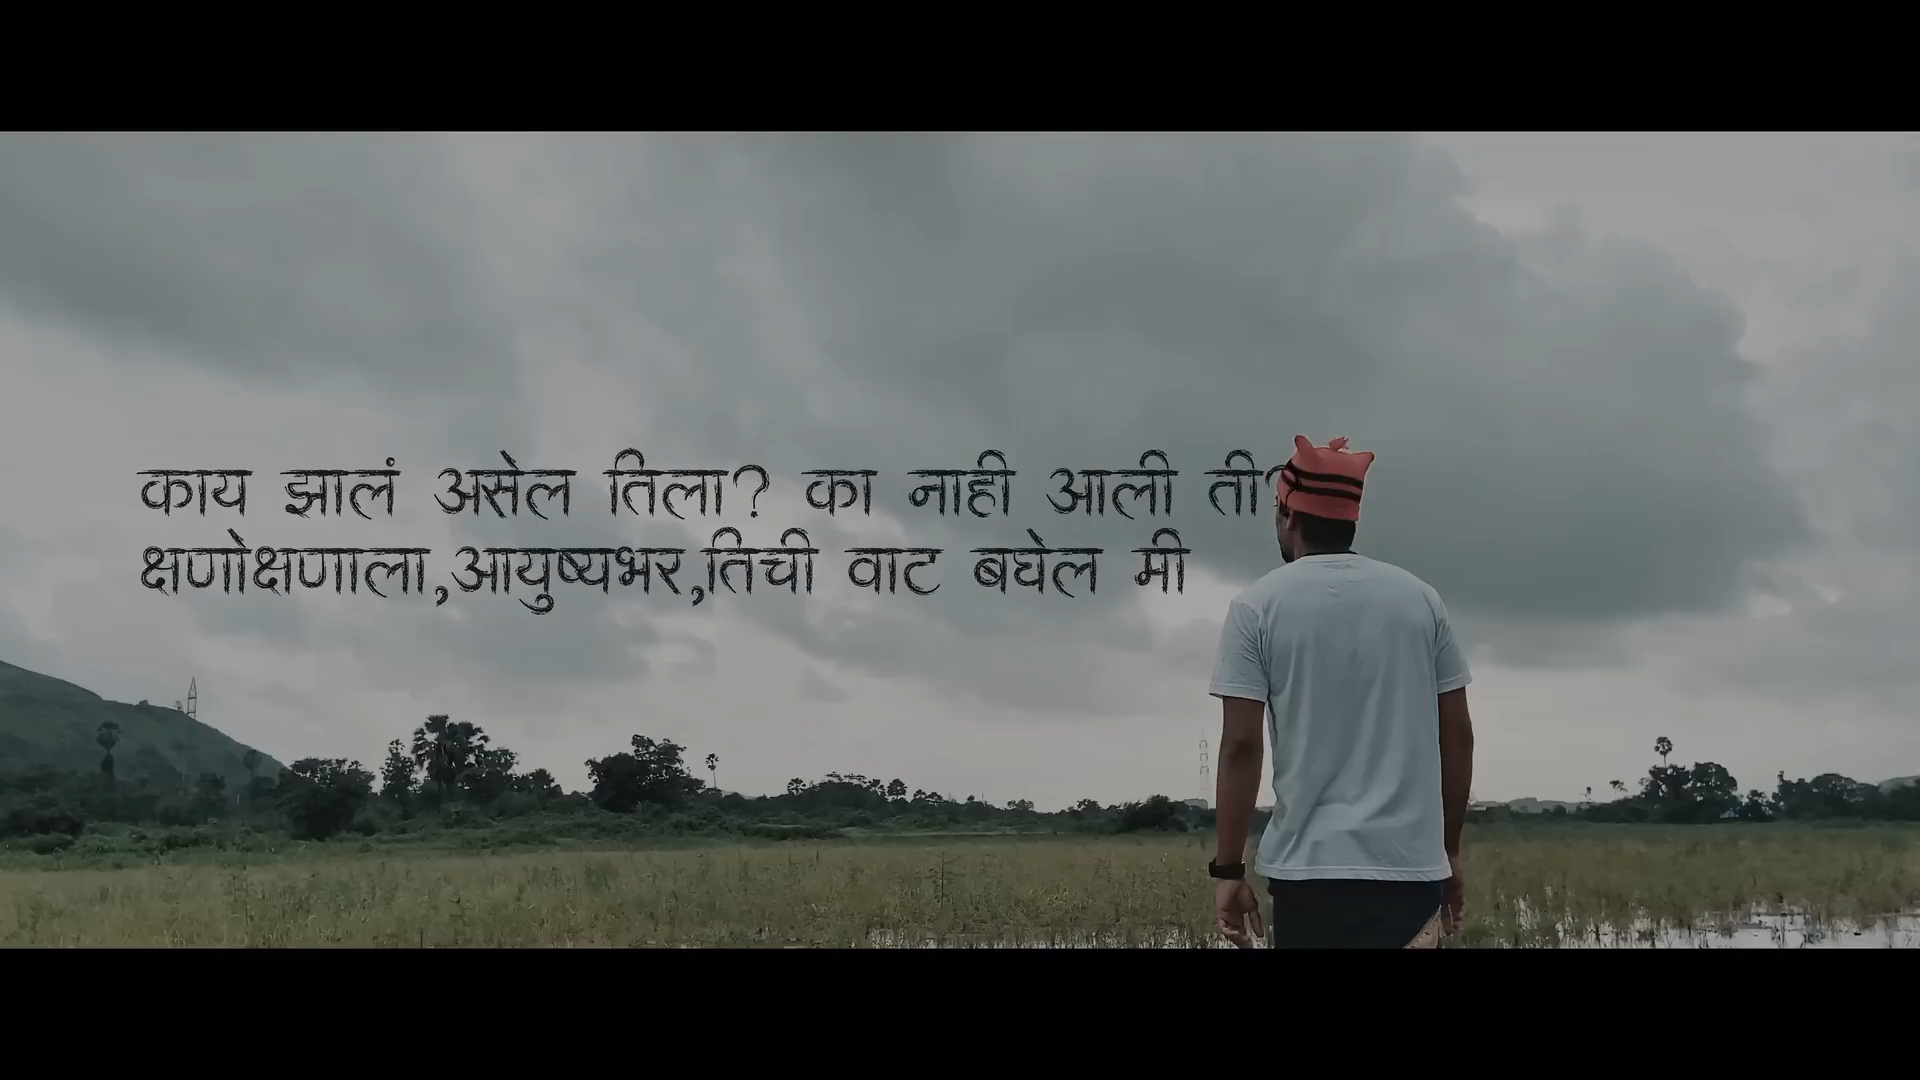 काय झालं असेल तिला? का नाही आली ती?
क्षणोक्षणाला,आयुष्यभर,तिची वाट बघेल मी